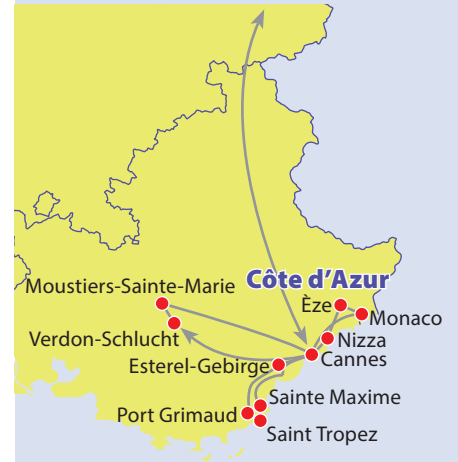 Côte d’Azur
Moustiers-Sainte-Marie
Èze
Monaco
Verdon-Schlucht
Nizza
Esterel-Gebirge
Cannes
Sainte Maxime
Port Grimaud
Saint Tropez